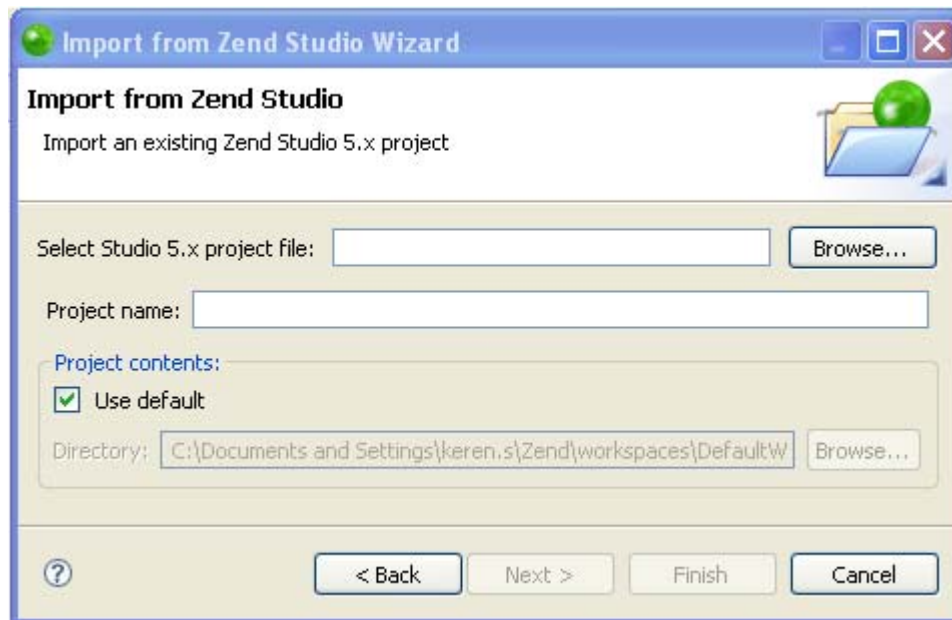 Import from Zend Studio Wizard
Import from Zend Studio
Import an existing Zend Studio 5.x project
Select Studio 5.x project file: Browse...
Project name:
Project contents:
Use default
Directory: C:\Documents and Settings\keren.s\Zend\workspaces\DefaultW Browse...
? < Back Next > Finish Cancel